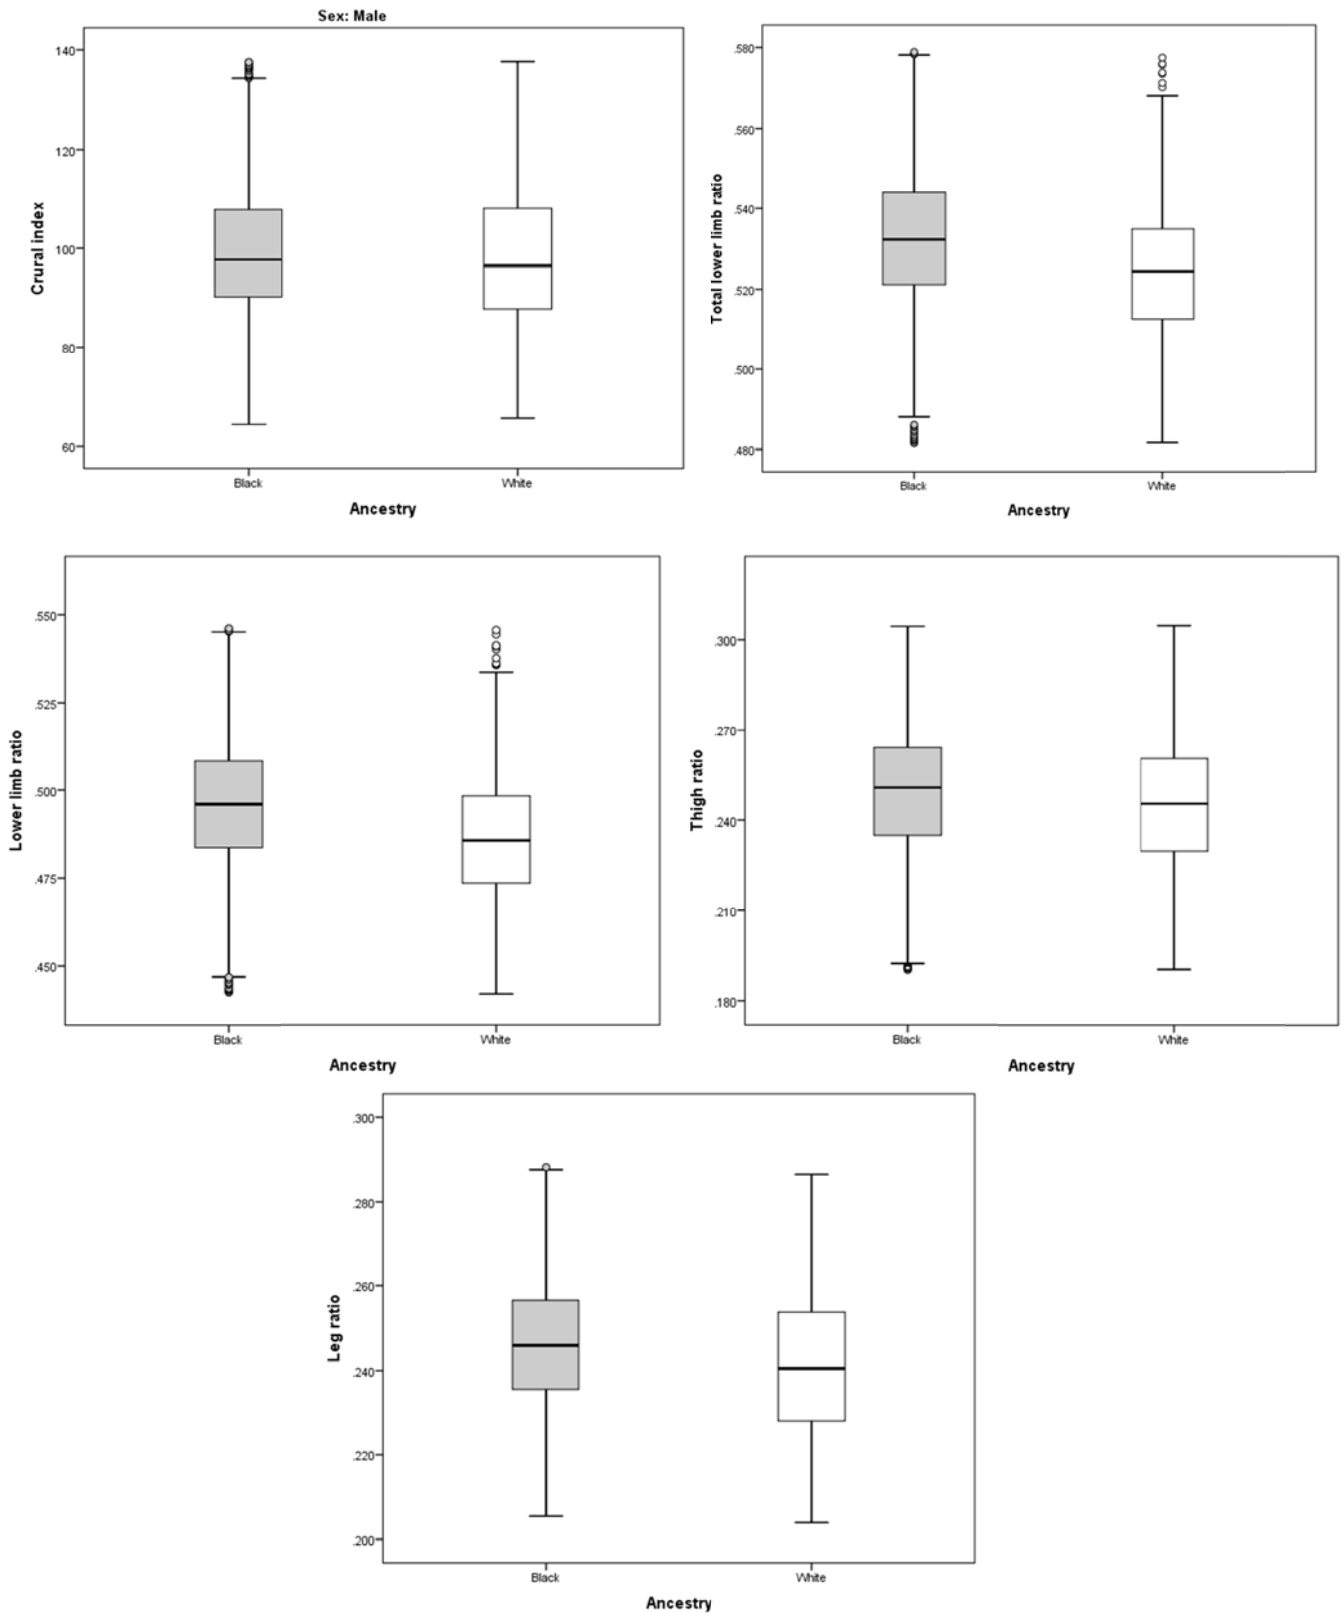 Sex: Male
140
120
100
80
60
Crural index
Black
White
Ancestry
.580
.560
.540
.520
.500
.480
Total lower limb ratio
Black
White
Ancestry
.550
.525
.500
.475
.450
Lower limb ratio
Black
White
Ancestry
.300
.270
.240
.210
.180
Thigh ratio
Black
White
Ancestry
.300
.280
.260
.240
.220
.200
Leg ratio
Black
White
Ancestry